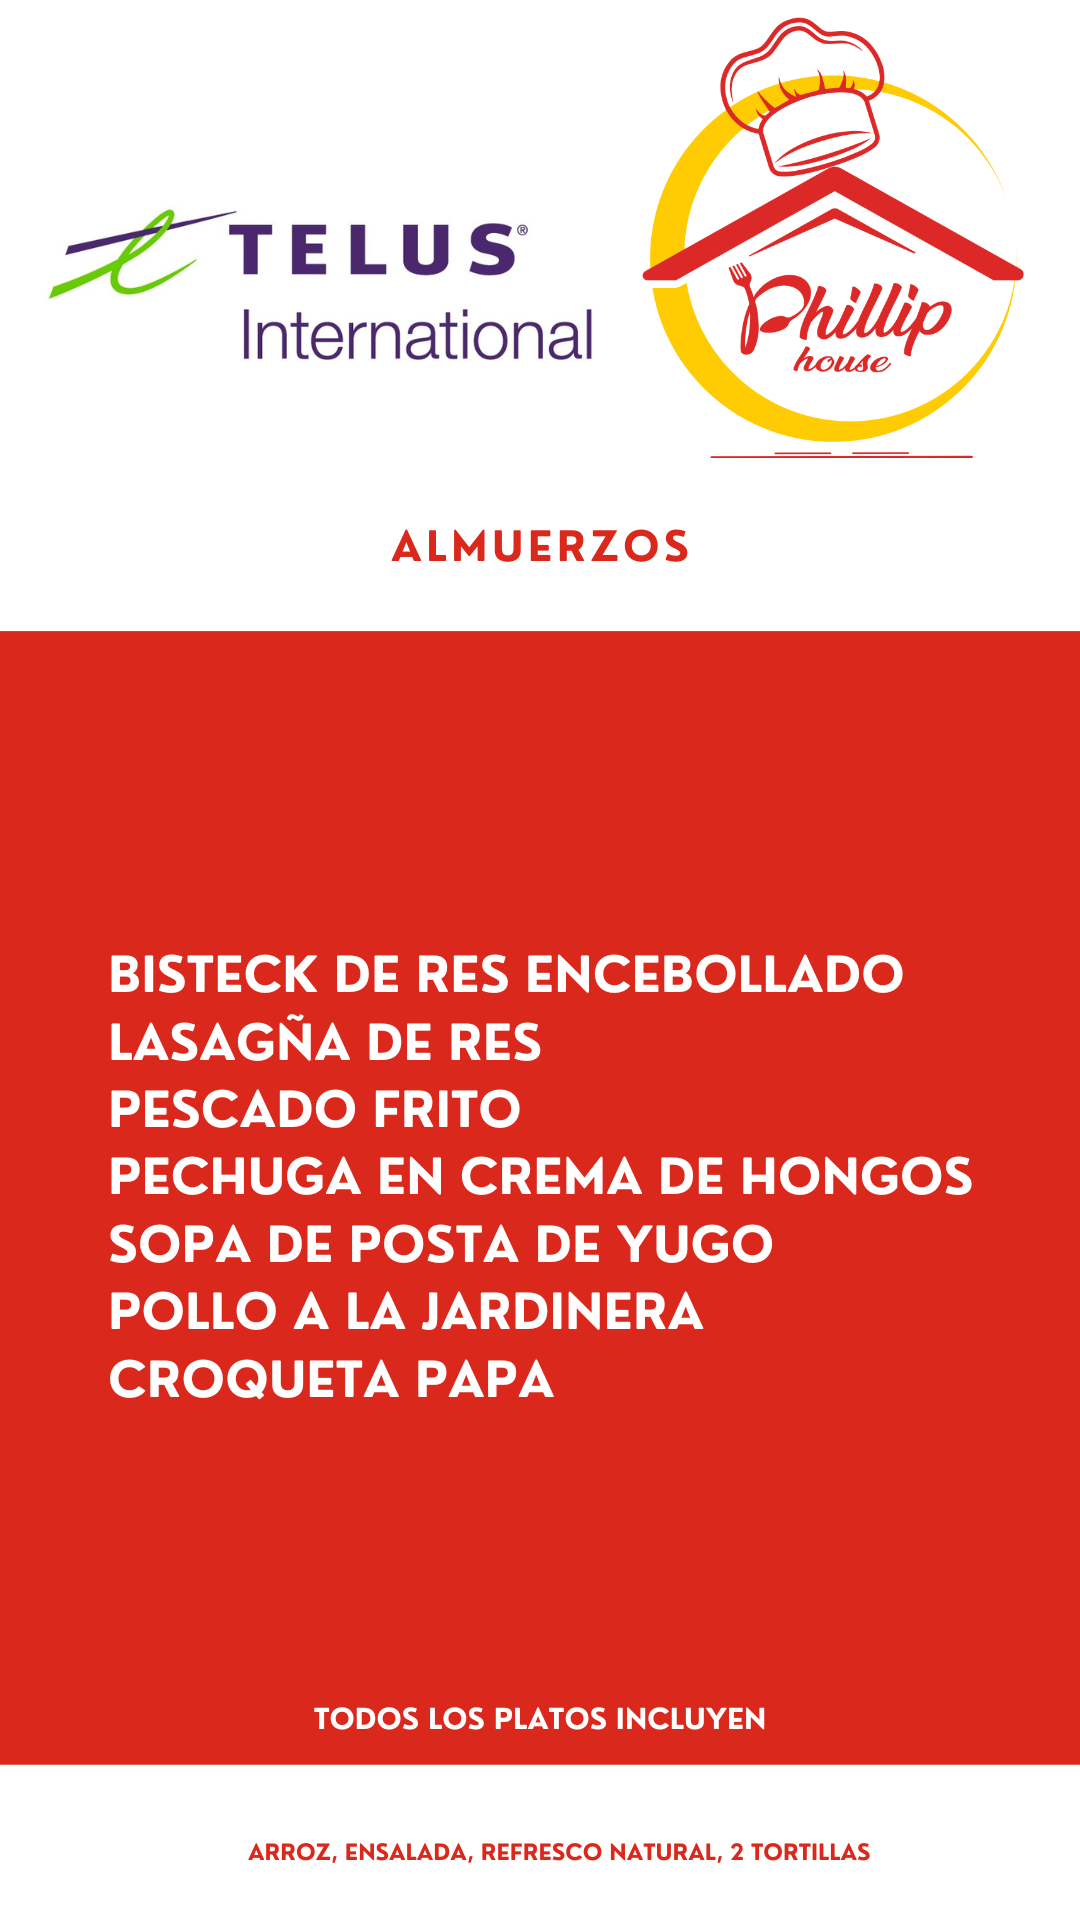 TELUS®
International
Phillip
house
ALMUERZOS
BISTECK DE RES ENCEBOLLADO
LASAGÑA DE RES
PESCADO FRITO
PECHUGA EN CREMA DE HONGOS
SOPA DE POSTA DE YUGO
POLLO A LA JARDINERA
CROQUETA PAPA
TODOS LOS PLATOS INCLUYEN
ARROZ, ENSALADA, REFRESCO NATURAL, 2 TORTILLAS